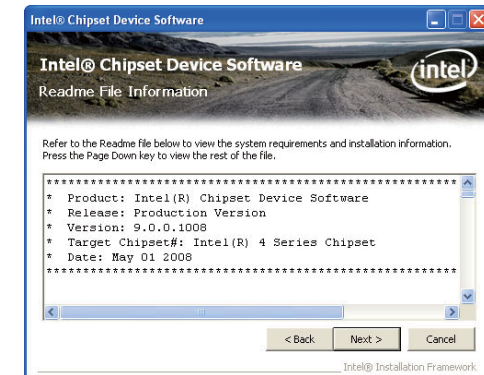 Intel® Chipset Device Software
Intel® Chipset Device Software
Readme File Information
intel
Refer to the Readme file below to view the system requirements and installation information.
Press the Page Down key to view the rest of the file.
*********************************************************
* Product: Intel(R) Chipset Device Software
* Release: Production Version
* Version: 9.0.0.1008
* Target Chipset#: Intel(R) 4 Series Chipset
* Date: May 01 2008
*********************************************************
< Back Next > Cancel
Intel® Installation Framework